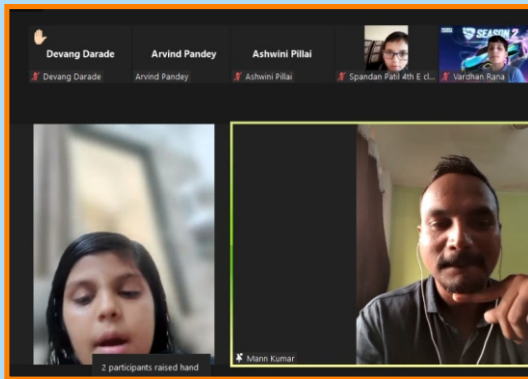 Devang Darade
Arvind Pandey
Ashwini Pillai
SEASON 2
Devang Darade
Arvind Pandey
Ashwini Pillai
Spandan Patil 4th E cl...
Vardhan Rana
2 participants raised hand
Mann Kumar